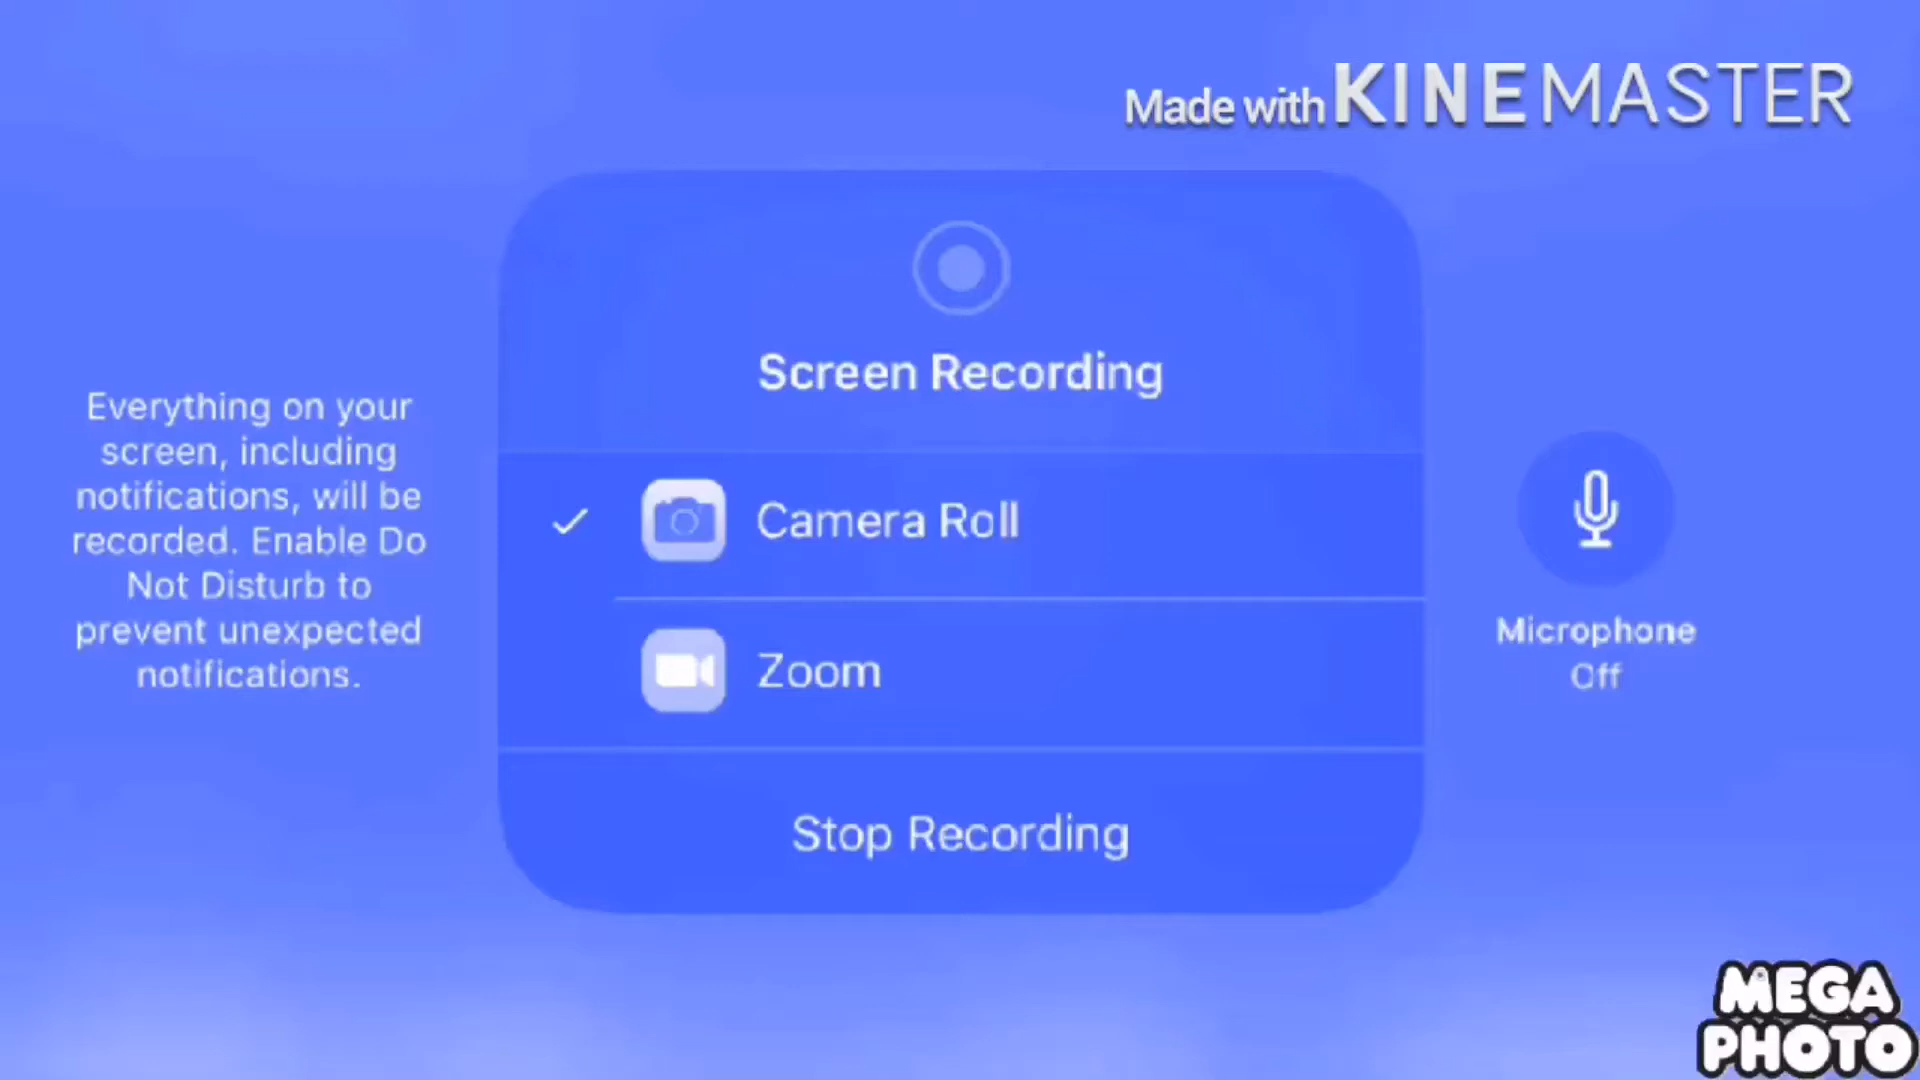 Made with KINEMASTER
Screen Recording
Everything on your
screen, including
notifications, will be
recorded. Enable Do
Not Disturb to
prevent unexpected
notifications.
Camera Roll
Zoom
Stop Recording
Microphone
Off
MEGA
PHOTO